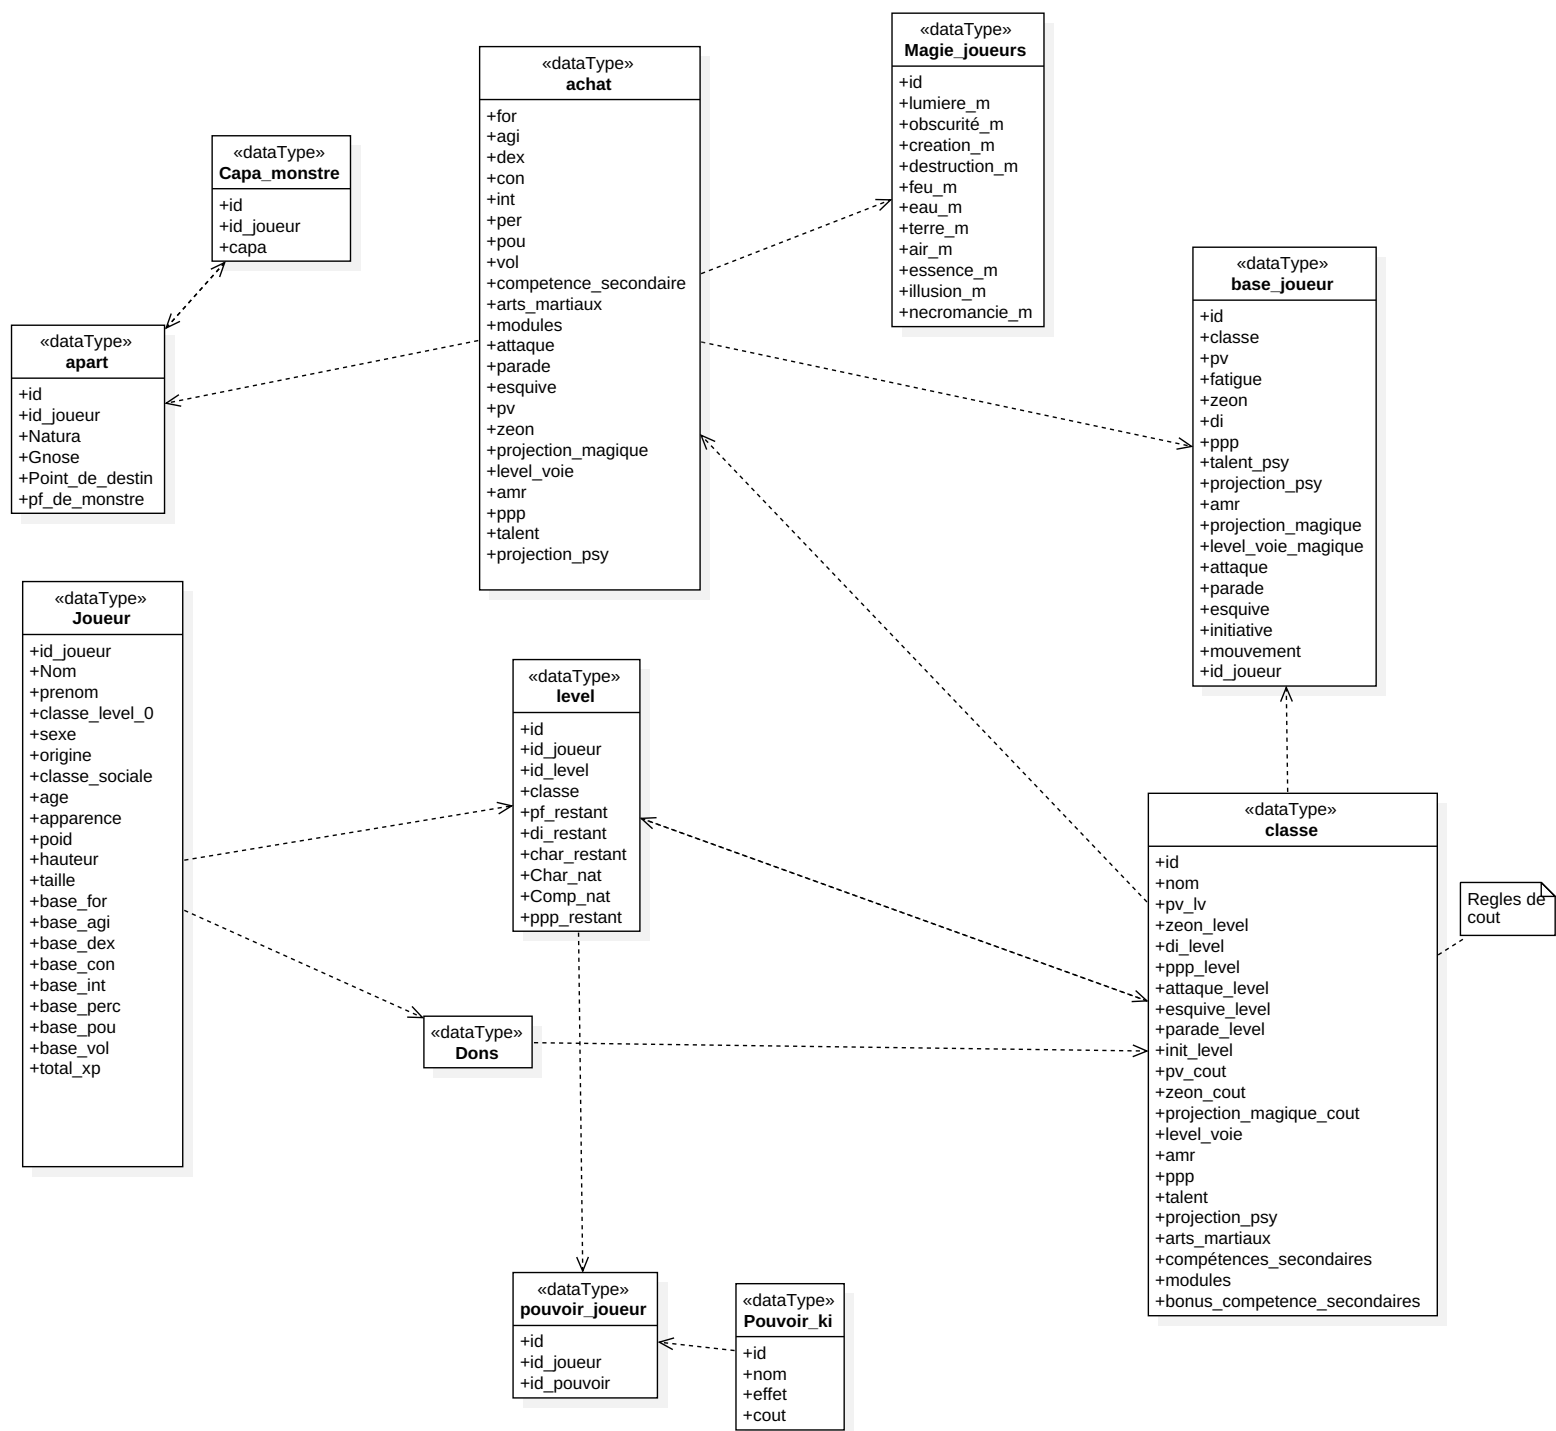 «dataType»
Magie_joueurs
+id
+lumiere_m
+obscurité_m
+creation_m
+destruction_m
+feu_m
+eau_m
+terre_m
+air_m
+essence_m
+illusion_m
+necromancie_m
«dataType»
achat
+for
+agi
+dex
+con
+int
+per
+pou
+vol
+competence_secondaire
+arts_martiaux
+modules
+attaque
+parade
+esquive
+pv
+zeon
+projection_magique
+level_voie
+amr
+ppp
+talent
+projection_psy
«dataType»
Capa_monstre
+id
+id_joueur
+capa
«dataType»
base_joueur
+id
+classe
+pv
+fatigue
+zeon
+di
+ppp
+talent_psy
+projection_psy
+amr
+projection_magique
+level_voie_magique
+attaque
+parade
+esquive
+initiative
+mouvement
+id_joueur
«dataType»
apart
+id
+id_joueur
+Natura
+Gnose
+Point_de_destin
+pf_de_monstre
«dataType»
Joueur
+id_joueur
+Nom
+prenom
+classe_level_0
+sexe
+origine
+classe_sociale
+age
+apparence
+poid
+hauteur
+taille
+base_for
+base_agi
+base_dex
+base_con
+base_int
+base_perc
+base_pou
+base_vol
+total_xp
«dataType»
level
+id
+id_joueur
+id_level
+classe
+pf_restant
+di_restant
+char_restant
+Char_nat
+Comp_nat
+ppp_restant
«dataType»
classe
+id
+nom
+pv_lv
+zeon_level
+di_level
+ppp_level
+attaque_level
+esquive_level
+parade_level
+init_level
+pv_cout
+zeon_cout
+projection_magique_cout
+level_voie
+amr
+ppp
+talent
+projection_psy
+arts_martiaux
+compétences_secondaires
+modules
+bonus_competence_secondaires
Regles de
cout
«dataType»
Dons
«dataType»
pouvoir_joueur
+id
+id_joueur
+id_pouvoir
«dataType»
Pouvoir_ki
+id
+nom
+effet
+cout